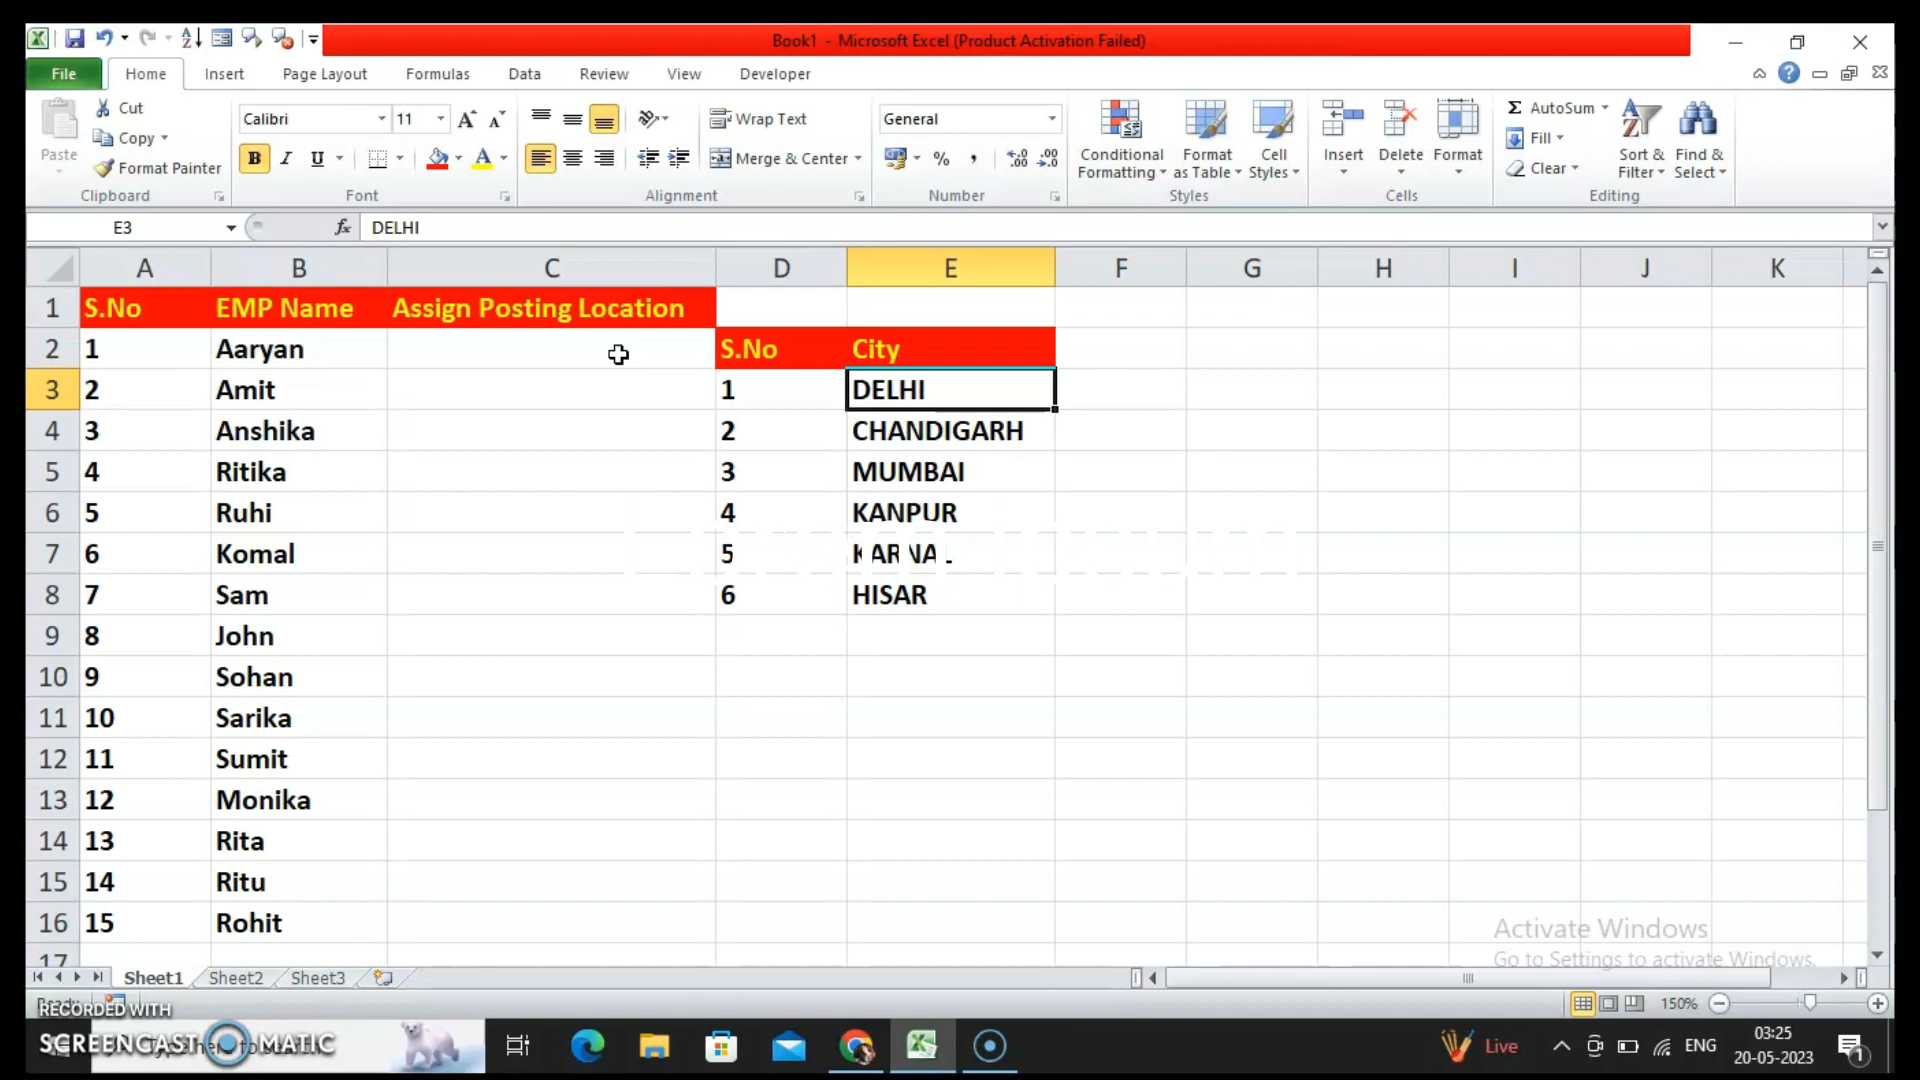 Book1 - Microsoft Excel (Product Activation Failed)
File Home Insert Page Layout Formulas Data Review View Developer
Cut
Copy
Format Painter
Paste
Clipboard
Calibri 11
B I U
Font
Wrap Text
Merge & Center
Alignment
General
%
Number
Conditional Formatting
Format as Table
Cell Styles
Styles
Insert Delete Format
Cells
AutoSum
Fill
Clear
Sort & Filter
Find & Select
Editing
E3 fx DELHI
A B C D E F G H I J K
1 S.No EMP Name Assign Posting Location
2 1 Aaryan S.No City
3 2 Amit 1 DELHI
4 3 Anshika 2 CHANDIGARH
5 4 Ritika 3 MUMBAI
6 5 Ruhi 4 KANPUR
7 6 Komal 5 KARNAL
8 7 Sam 6 HISAR
9 8 John
10 9 Sohan
11 10 Sarika
12 11 Sumit
13 12 Monika
14 13 Rita
15 14 Ritu
16 15 Rohit
17
Activate Windows
Go to Settings to activate Windows.
Sheet1 Sheet2 Sheet3
150%
RECORDED WITH
SCREENCAST MATIC
Live ENG 03:25
20-05-2023
1